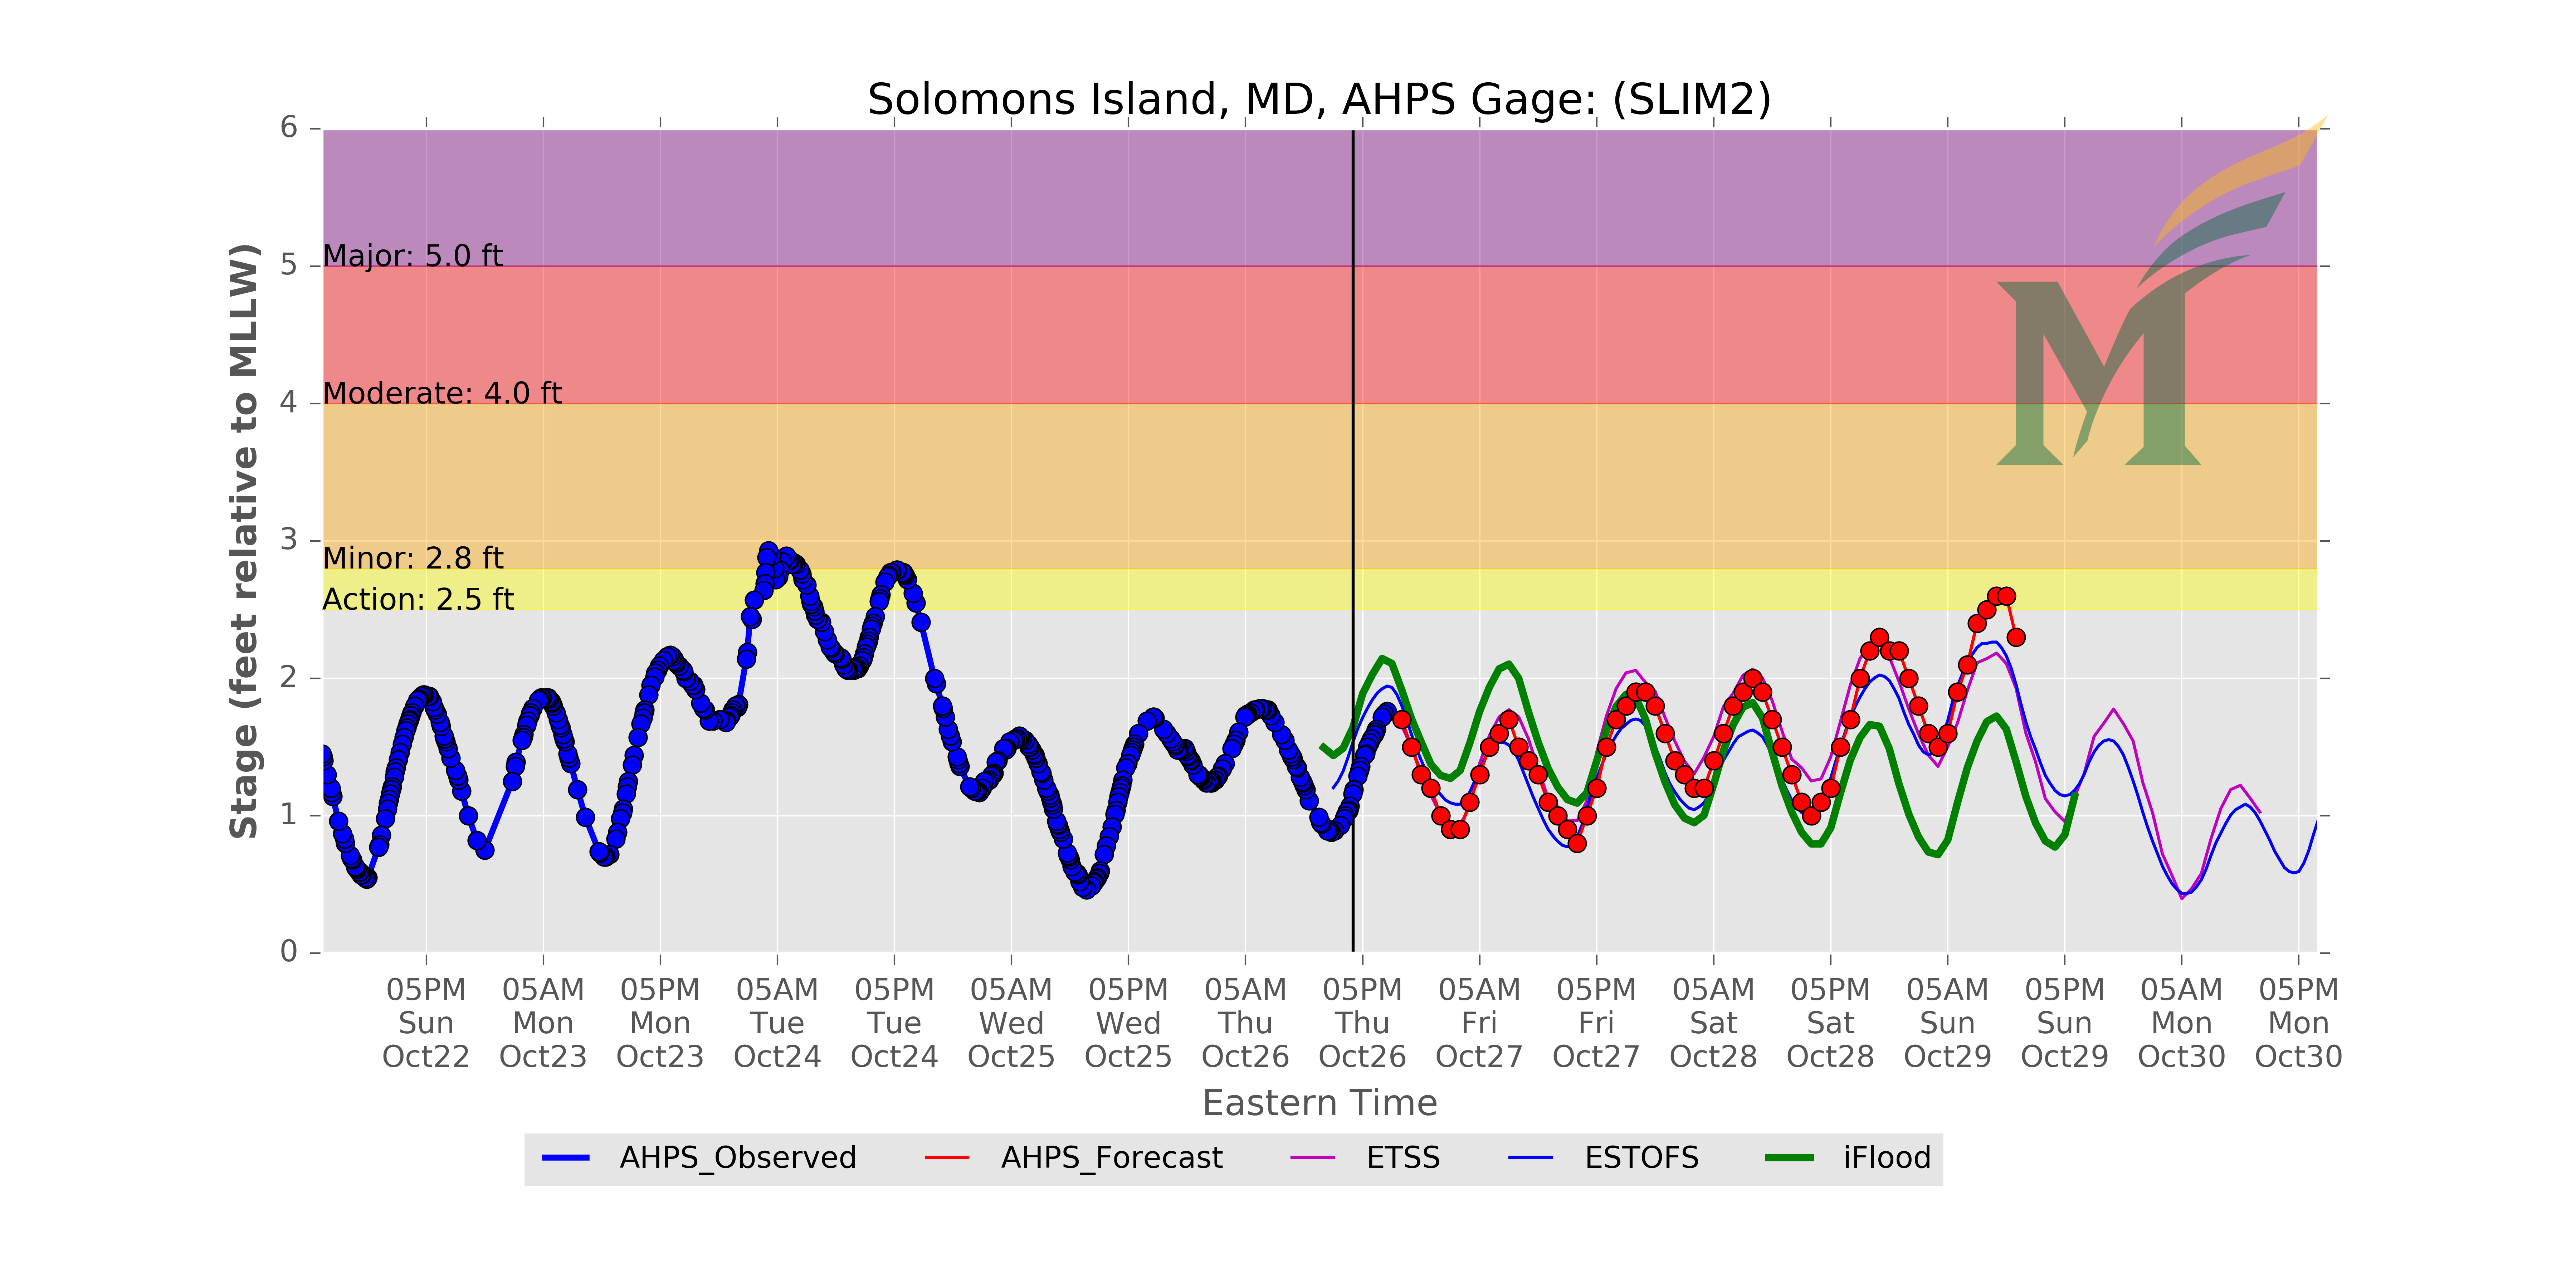 Solomons Island, MD, AHPS Gage: (SLIM2)
Stage (feet relative to MLLW)
6
5
4
3
2
1
0
Major: 5.0 ft
Moderate: 4.0 ft
Minor: 2.8 ft
Action: 2.5 ft
M
05PM 05AM 05PM 05AM 05PM 05AM 05PM 05AM 05PM 05AM 05PM 05AM 05PM 05AM 05PM 05AM 05PM
Sun Mon Mon Tue Tue Wed Wed Thu Thu Fri Fri Sat Sat Sun Sun Mon Mon
Oct22 Oct23 Oct23 Oct24 Oct24 Oct25 Oct25 Oct26 Oct26 Oct27 Oct27 Oct28 Oct28 Oct29 Oct29 Oct30 Oct30
Eastern Time
AHPS_Observed AHPS_Forecast ETSS ESTOFS iFlood